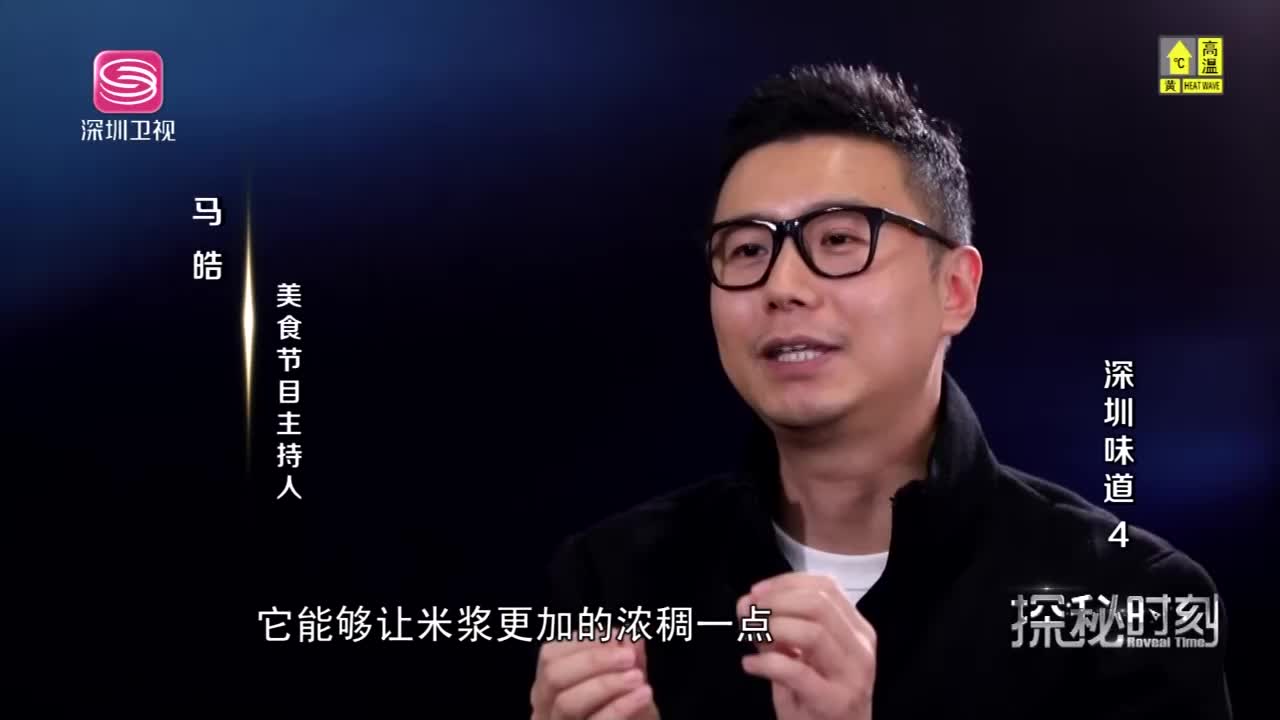 深圳卫视
高温
℃
黄
HEAT WAVE
马皓
美食节目主持人
深圳味道 4
它能够让米浆更加的浓稠一点
探秘时刻
Reveal Time